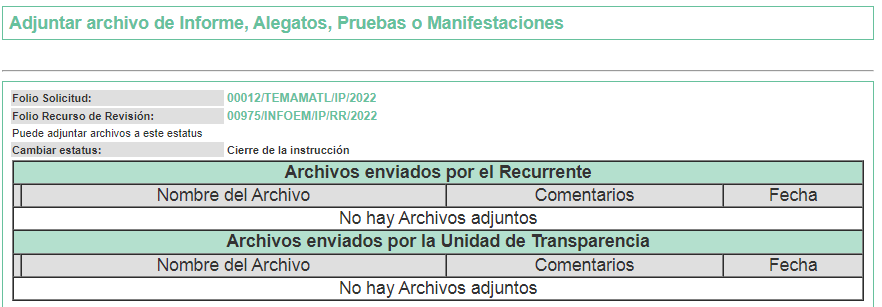 Adjuntar archivo de Informe, Alegatos, Pruebas o Manifestaciones
Folio Solicitud: 00012/TEMAMATL/IP/2022
Folio Recurso de Revisión: 00975/INFOEM/IP/RR/2022
Puede adjuntar archivos a este estatus
Cambiar estatus: Cierre de la instrucción
Archivos enviados por el Recurrente
Nombre del Archivo Comentarios Fecha
No hay Archivos adjuntos
Archivos enviados por la Unidad de Transparencia
Nombre del Archivo Comentarios Fecha
No hay Archivos adjuntos